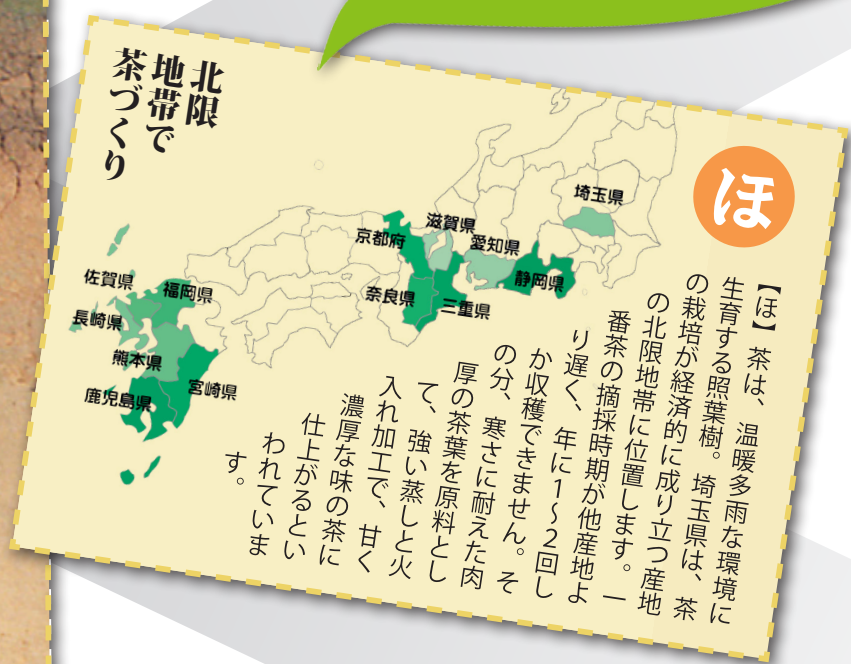 ほ
【ほ】茶は、温暖多雨な環境に
生育する照葉樹。埼玉県は、茶
の栽培が経済的に成り立つ産地
の北限地帯に位置します。一
番茶の摘採時期が他産地よ
り遅く、年に1〜2回し
か収穫できません。そ
の分、寒さに耐えた肉
厚の茶葉を原料とし
て、強い蒸しと火
入れ加工で、甘く
濃厚な味の茶に
仕上がるとい
われていま
す。
北限
地帯で
茶づくり
埼玉県
滋賀県
愛知県
京都府
静岡県
奈良県
三重県
佐賀県
福岡県
長崎県
熊本県
宮崎県
鹿児島県